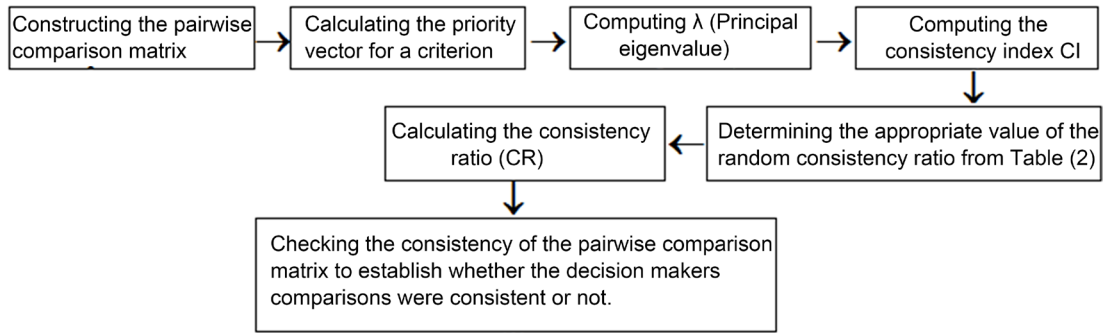 Constructing the pairwise
comparison matrix
Calculating the priority
vector for a criterion
Computing λ (Principal
eigenvalue)
Computing the
consistency index CI
Determining the appropriate value of the
random consistency ratio from Table (2)
Calculating the consistency
ratio (CR)
Checking the consistency of the pairwise comparison
matrix to establish whether the decision makers
comparisons were consistent or not.